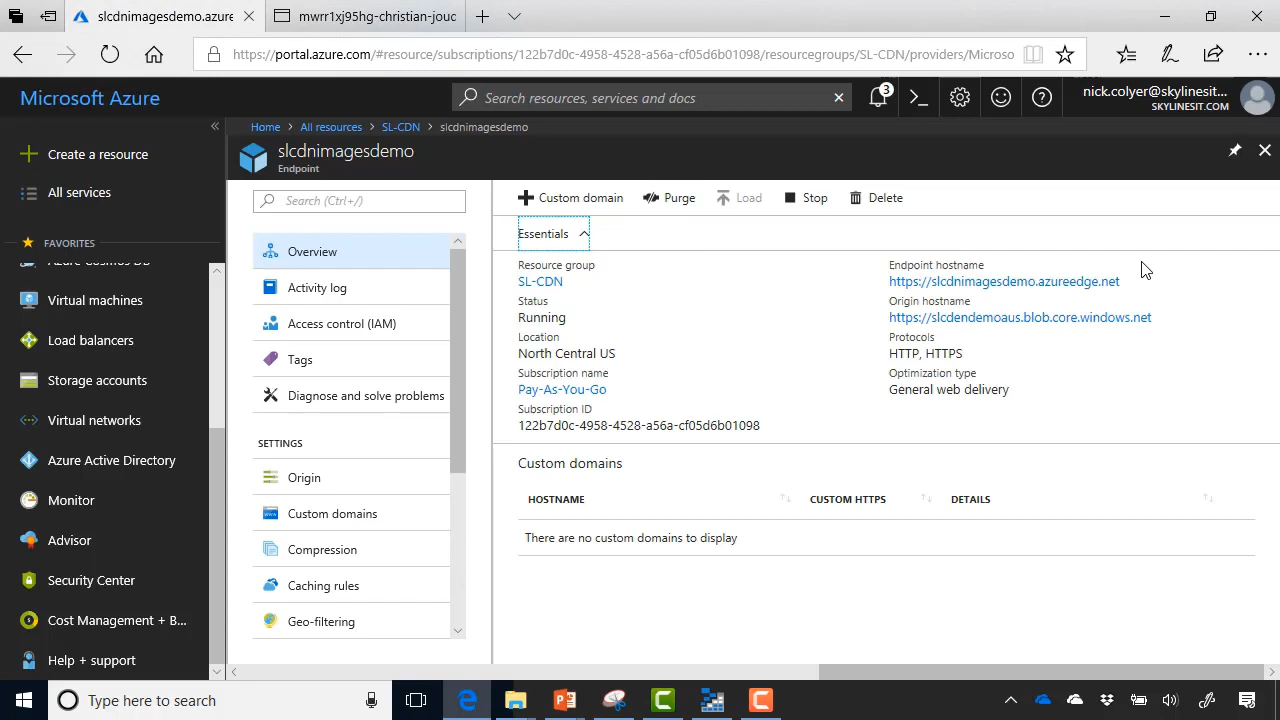 slcdnimagesdemo.azure
mwrr1xj95hg-christian-jouc
https://portal.azure.com/#resource/subscriptions/122b7d0c-4958-4528-a56a-cf05d6b01098/resourcegroups/SL-CDN/providers/Microso
Microsoft Azure
Search resources, services and docs
3
nick.colyer@skylinesit...
SKYLINESIT.COM
Home > All resources > SL-CDN > slcdnimagesdemo
slcdnimagesdemo
Endpoint
Create a resource
All services
FAVORITES
Azure Cosmos DB
Virtual machines
Load balancers
Storage accounts
Virtual networks
Azure Active Directory
Monitor
Advisor
Security Center
Cost Management + B...
Help + support
Search (Ctrl+/)
Overview
Activity log
Access control (IAM)
Tags
Diagnose and solve problems
SETTINGS
Origin
Custom domains
Compression
Caching rules
Geo-filtering
Custom domain
Purge
Load
Stop
Delete
Essentials
Resource group
SL-CDN
Status
Running
Location
North Central US
Subscription name
Pay-As-You-Go
Subscription ID
122b7d0c-4958-4528-a56a-cf05d6b01098
Endpoint hostname
https://slcdnimagesdemo.azureedge.net
Origin hostname
https://slcdendemoaus.blob.core.windows.net
Protocols
HTTP, HTTPS
Optimization type
General web delivery
Custom domains
HOSTNAME
CUSTOM HTTPS
DETAILS
There are no custom domains to display
Type here to search